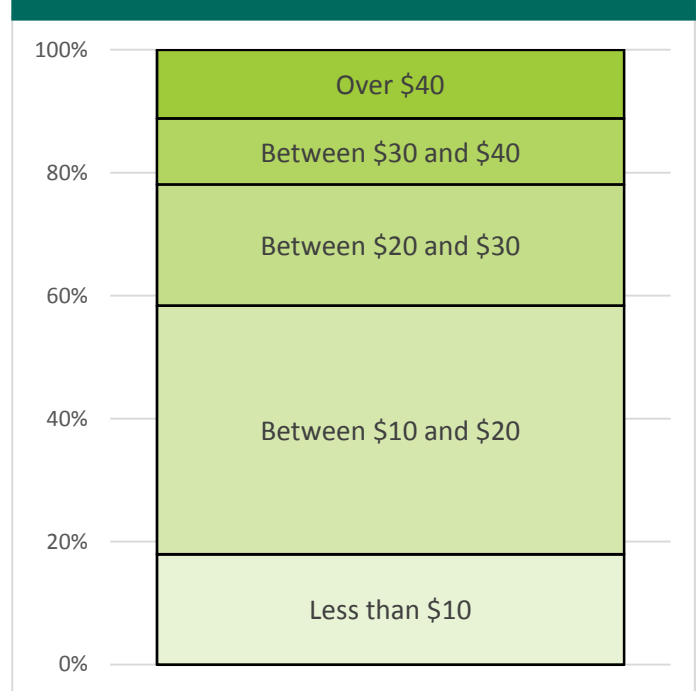 100%
Over $40
Between $30 and $40
80%
Between $20 and $30
60%
40%
Between $10 and $20
20%
Less than $10
0%